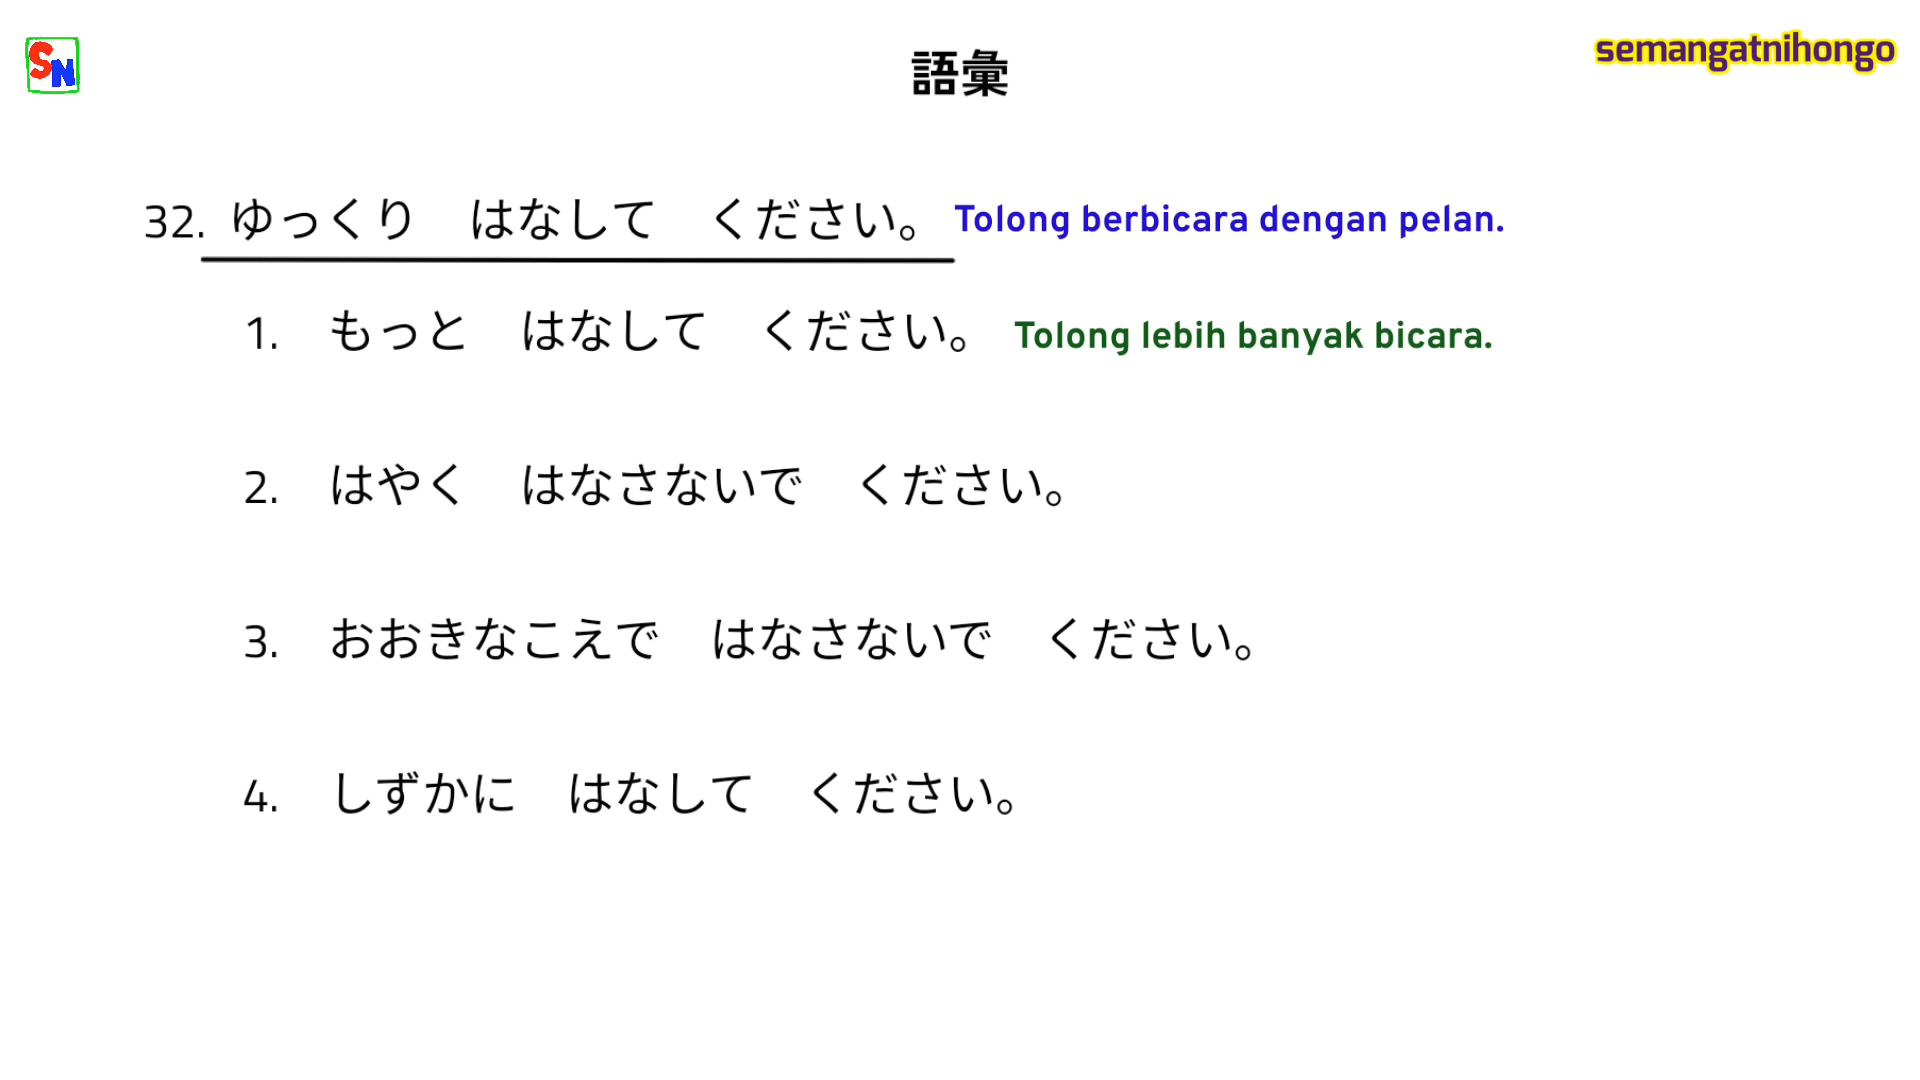 SN
語彙
semangatnihongo
32. ゆっくり　はなして　ください。 Tolong berbicara dengan pelan.
1.　もっと　はなして　ください。 Tolong lebih banyak bicara.
2.　はやく　はなさないで　ください。
3.　おおきなこえで　はなさないで　ください。
4.　しずかに　はなして　ください。